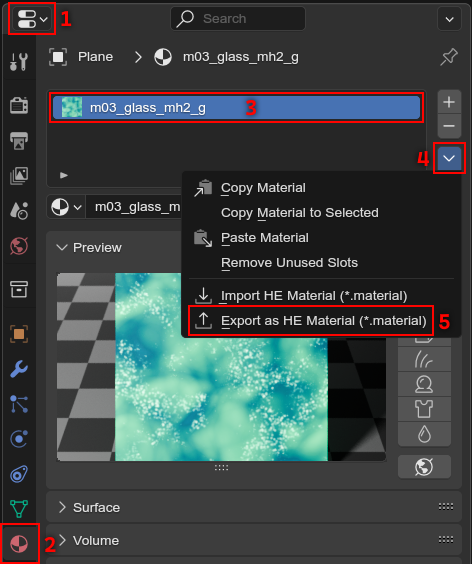 1
Search
Plane
m03_glass_mh2_g
m03_glass_mh2_g
3
4
m03_glass_m
Copy Material
Copy Material to Selected
Paste Material
Remove Unused Slots
Import HE Material (*.material)
Export as HE Material (*.material)
5
Preview
Surface
2
Volume